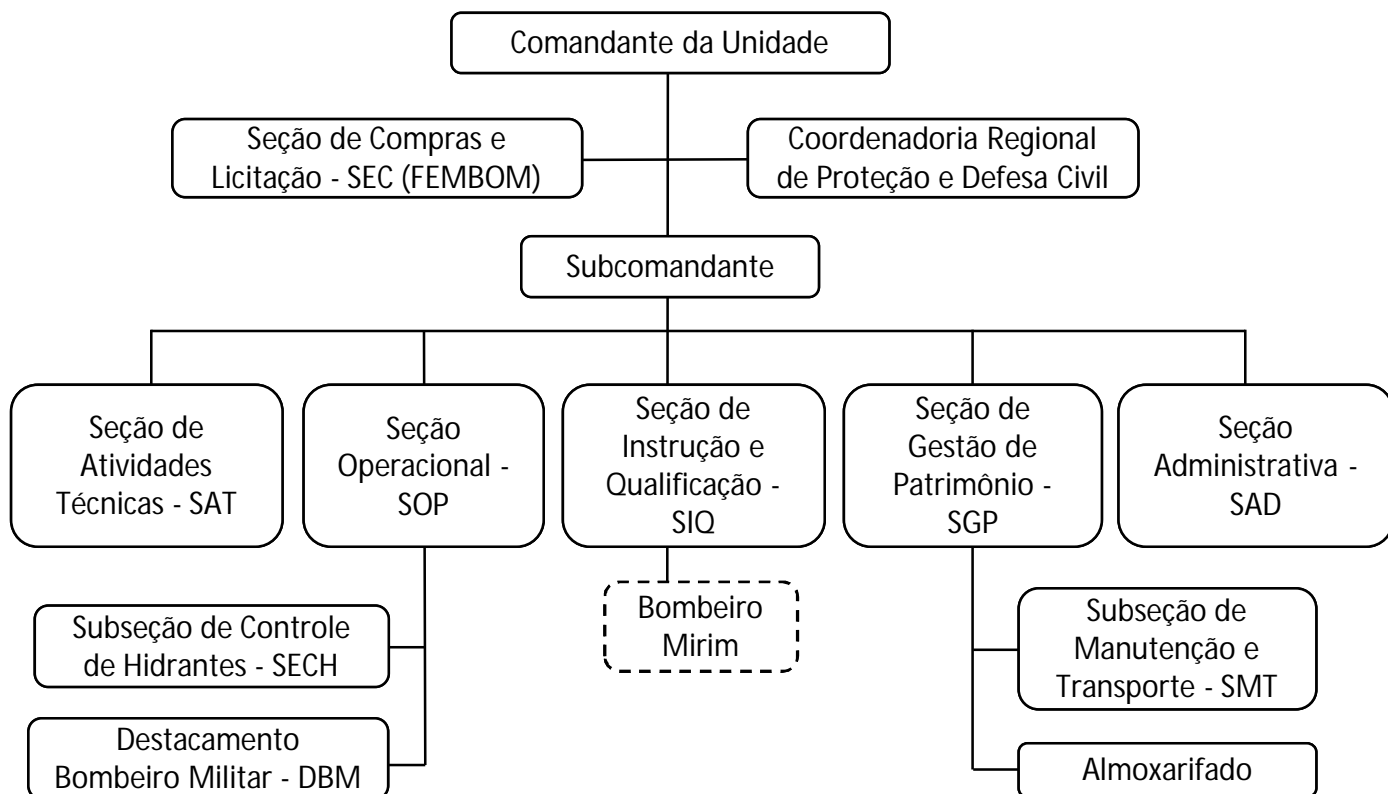 Comandante da Unidade
Seção de Compras e
Licitação - SEC (FEMBOM)
Coordenadoria Regional
de Proteção e Defesa Civil
Subcomandante
Seção de
Atividades
Técnicas - SAT
Seção
Operacional -
SOP
Seção de
Instrução e
Qualificação -
SIQ
Seção de
Gestão de
Patrimônio -
SGP
Seção
Administrativa -
SAD
Subseção de Controle
de Hidrantes - SECH
Destacamento
Bombeiro Militar - DBM
Bombeiro
Mirim
Subseção de
Manutenção e
Transporte - SMT
Almoxarifado